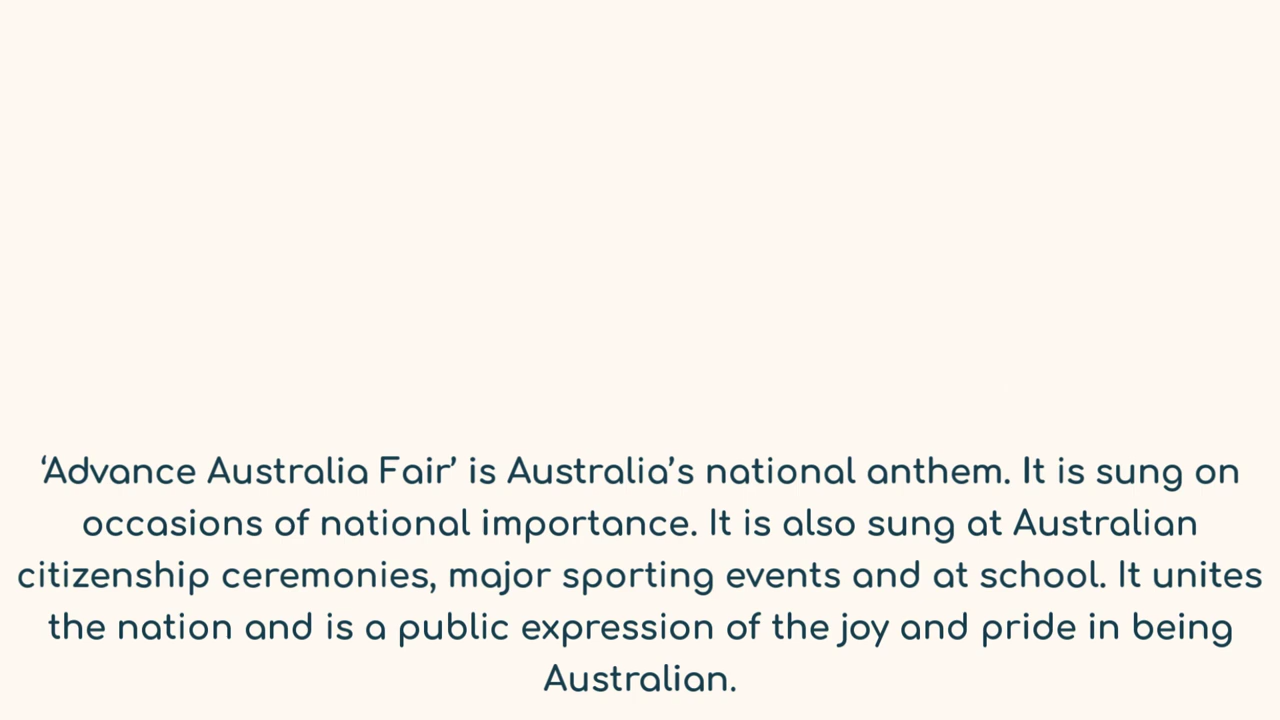 ‘Advance Australia Fair’ is Australia’s national anthem. It is sung on
occasions of national importance. It is also sung at Australian
citizenship ceremonies, major sporting events and at school. It unites
the nation and is a public expression of the joy and pride in being
Australian.